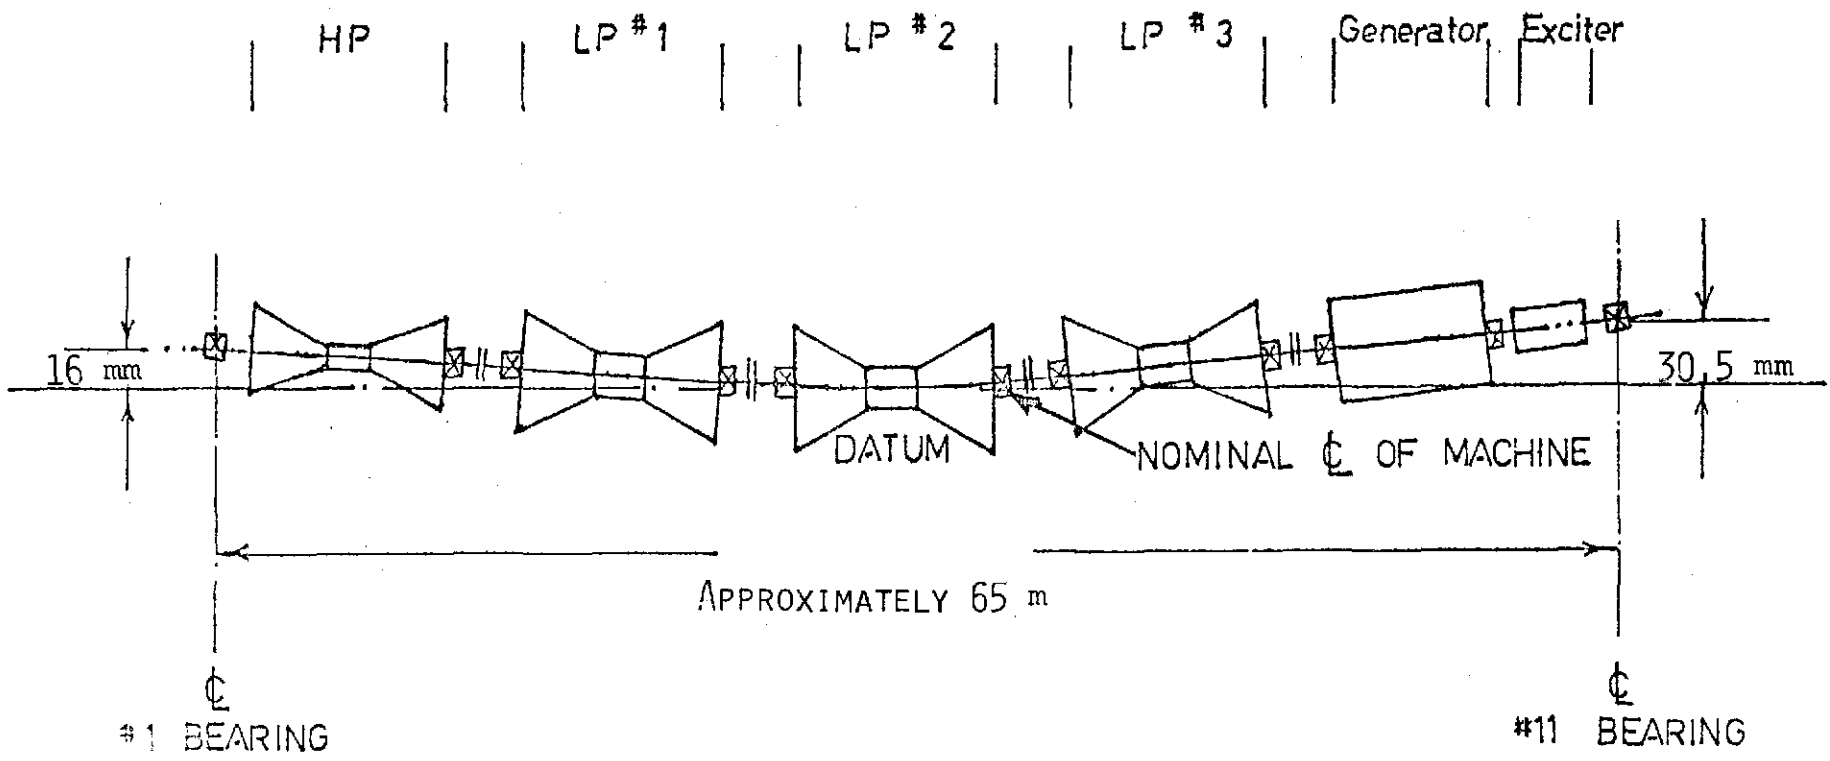 HP LP #1 LP #2 LP #3 Generator Exciter
16 mm
30.5 mm
DATUM
NOMINAL ℄ OF MACHINE
APPROXIMATELY 65 m
℄
#1 BEARING
℄
#11 BEARING